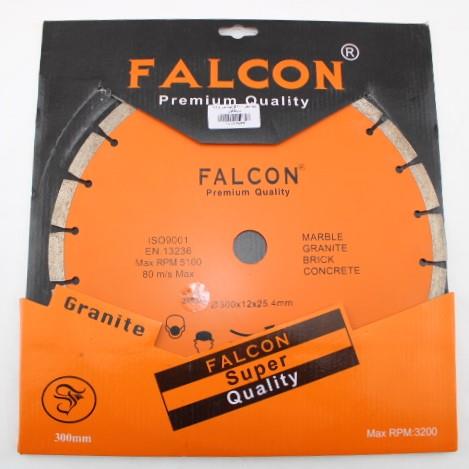 ®
FALCON
Premium Quality
FALCON
®
Premium Quality
ISO9001
EN 13236
Max RPM 5100
80 m/s Max
MARBLE
GRANITE
BRICK
CONCRETE
Ø300x12x25.4mm
Granite
FALCON
Super
Quality
300mm
Max RPM:3200